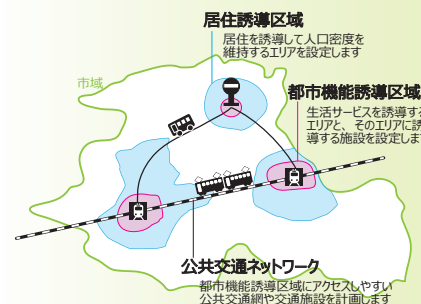 居住誘導区域
居住を誘導して人口密度を
維持するエリアを設定します
市域
都市機能誘導区域
生活サービスを誘導する
エリアと、そのエリアに誘
導する施設を設定しま
公共交通ネットワーク
都市機能誘導区域にアクセスしやすい
公共交通網や交通施設を計画します